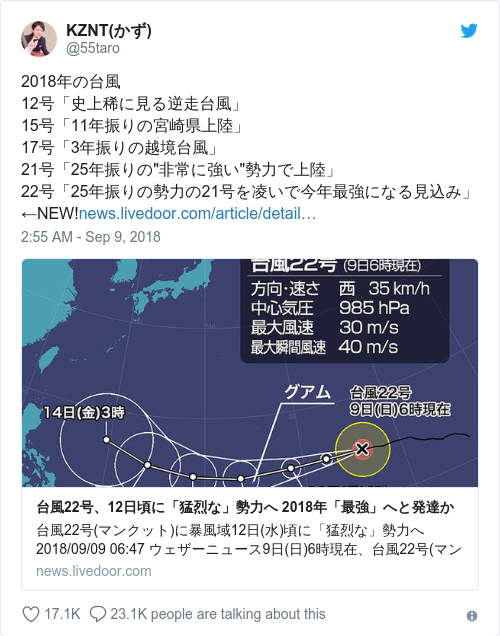 KZNT(かず)
@55taro
2018年の台風
12号「史上稀に見る逆走台風」
15号「11年振りの宮崎県上陸」
17号「3年振りの越境台風」
21号「25年振りの"非常に強い"勢力で上陸」
22号「25年振りの勢力の21号を凌いで今年最強になる見込み」
←NEW!news.livedoor.com/article/detail…
2:55 AM - Sep 9, 2018
台風22号 (9日6時現在)
方向・速さ 西 35 km/h
中心気圧 985 hPa
最大風速 30 m/s
最大瞬間風速 40 m/s
グアム
台風22号
9日(日)6時現在
14日(金)3時
台風22号、12日頃に「猛烈な」勢力へ 2018年「最強」へと発達か
台風22号(マンクット)に暴風域12日(水)頃に「猛烈な」勢力へ
2018/09/09 06:47 ウェザーニュース9日(日)6時現在、台風22号(マン
news.livedoor.com
17.1K 23.1K people are talking about this